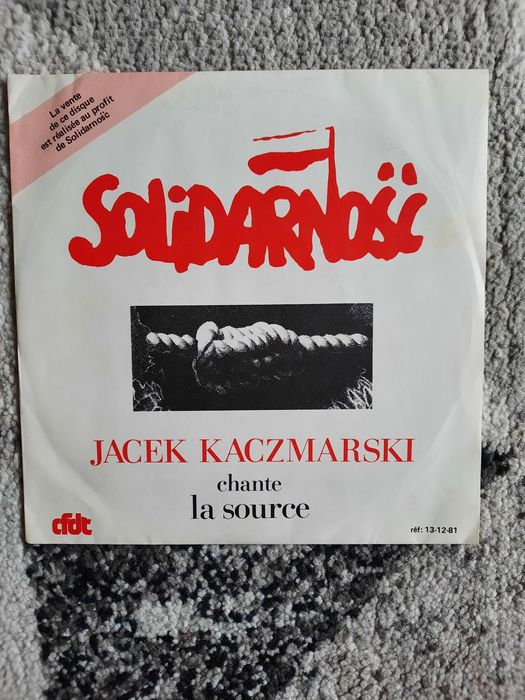 La vente
de ce disque
est réalisée au profit
de Solidarność
SOLIDARNOŚĆ
JACEK KACZMARSKI
chante
la source
cfdt
réf: 13-12-81